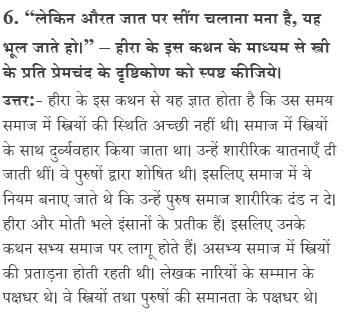 6. “लेकिन औरत जात पर सींग चलाना मना है, यह
भूल जाते हो।” – हीरा के इस कथन के माध्यम से स्त्री
के प्रति प्रेमचंद के दृष्टिकोण को स्पष्ट कीजिये।
उत्तर:- हीरा के इस कथन से यह ज्ञात होता है कि उस समय
समाज में स्त्रियों की स्थिति अच्छी नहीं थी। समाज में स्त्रियों
के साथ दुर्व्यवहार किया जाता था। उन्हें शारीरिक यातनाएँ दी
जाती थीं। वे पुरुषों द्वारा शोषित थी। इसलिए समाज में ये
नियम बनाए जाते थे कि उन्हें पुरुष समाज शारीरिक दंड न दे।
हीरा और मोती भले इंसानों के प्रतीक हैं। इसलिए उनके
कथन सभ्य समाज पर लागू होते हैं। असभ्य समाज में स्त्रियों
की प्रताड़ना होती रहती थी। लेखक नारियों के सम्मान के
पक्षधर थे। वे स्त्रियों तथा पुरुषों की समानता के पक्षधर थे।